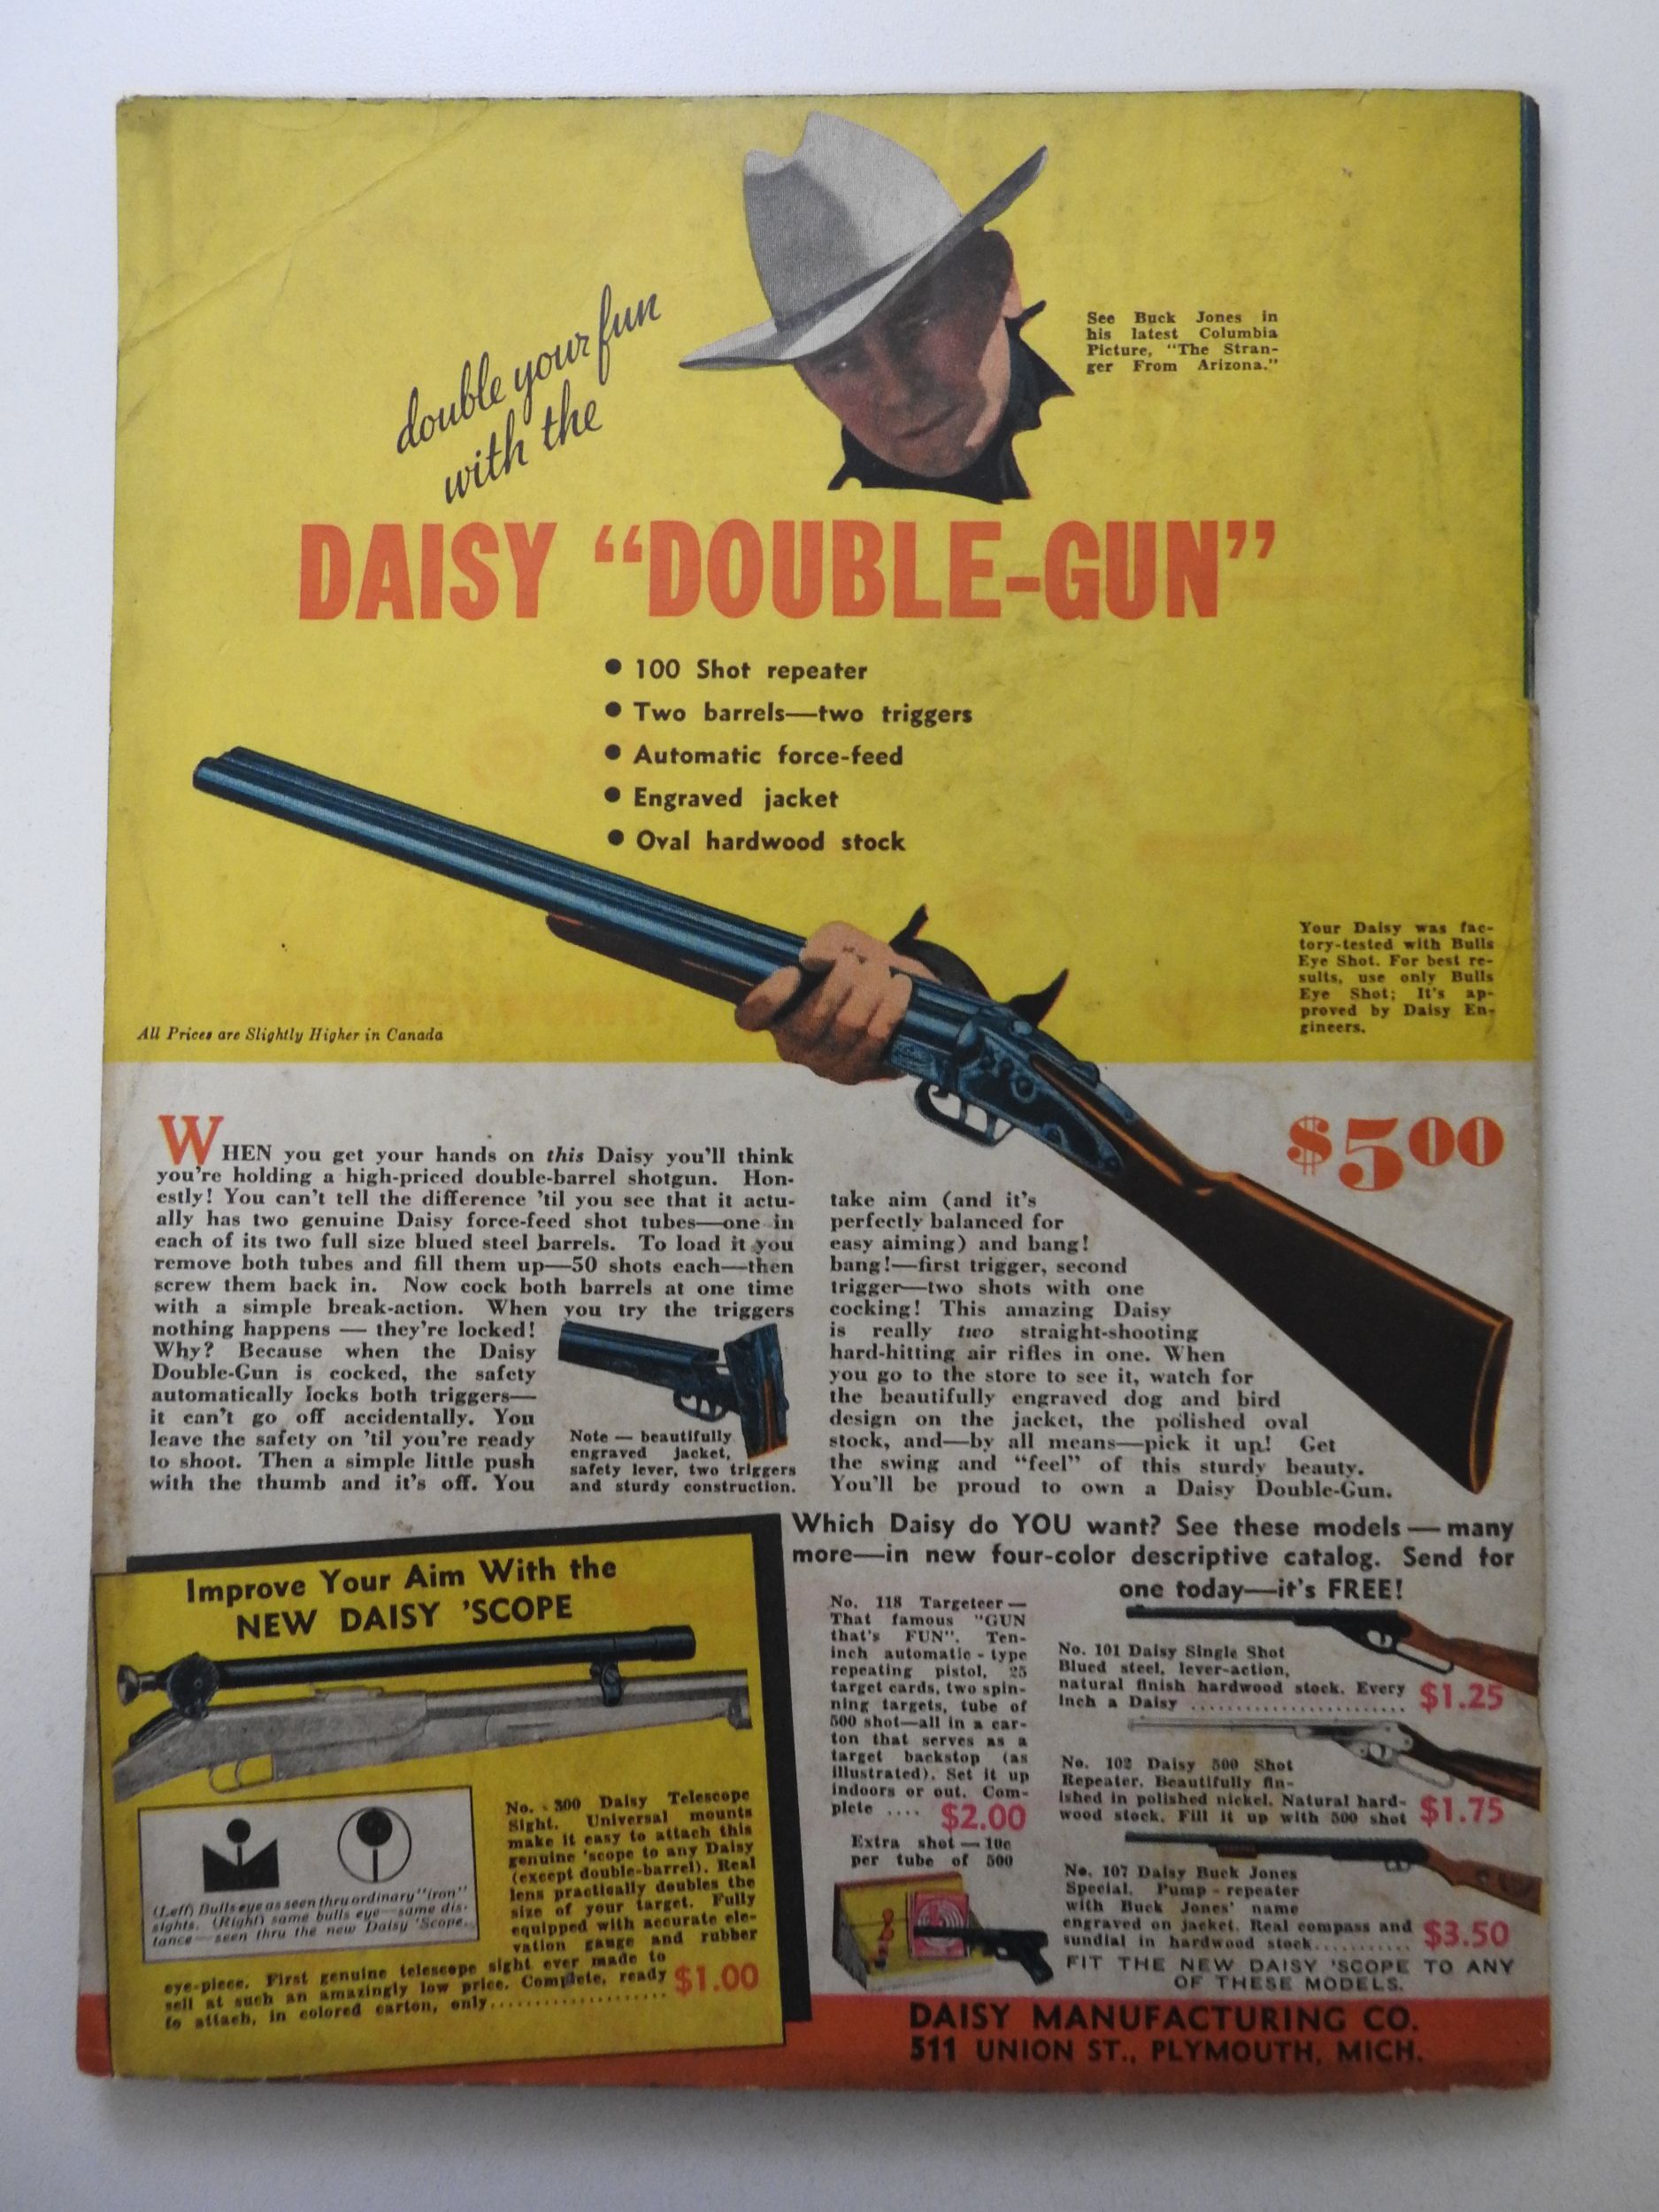 double your fun
with the
See Buck Jones in
his latest Columbia
Picture, "The Stran-
ger From Arizona."
DAISY "DOUBLE-GUN"
● 100 Shot repeater
● Two barrels—two triggers
● Automatic force-feed
● Engraved jacket
● Oval hardwood stock
Your Daisy was fac-
tory-tested with Bulls
Eye Shot. For best re-
sults, use only Bulls
Eye Shot; It's ap-
proved by Daisy En-
gineers.
All Prices are Slightly Higher in Canada
$5.00
WHEN you get your hands on this Daisy you'll think
you're holding a high-priced double-barrel shotgun. Hon-
estly! You can't tell the difference 'til you see that it actu-
ally has two genuine Daisy force-feed shot tubes—one in
each of its two full size blued steel barrels. To load it you
remove both tubes and fill them up—50 shots each—then
screw them back in. Now cock both barrels at one time
with a simple break-action. When you try the triggers
nothing happens — they're locked!
Why? Because when the Daisy
Double-Gun is cocked, the safety
automatically locks both triggers—
it can't go off accidentally. You
leave the safety on 'til you're ready
to shoot. Then a simple little push
with the thumb and it's off. You
Note — beautifully
engraved jacket,
safety lever, two triggers
and sturdy construction.
take aim (and it's
perfectly balanced for
easy aiming) and bang!
bang!—first trigger, second
trigger—two shots with one
cocking! This amazing Daisy
is really two straight-shooting
hard-hitting air rifles in one. When
you go to the store to see it, watch for
the beautifully engraved dog and bird
design on the jacket, the polished oval
stock, and—by all means—pick it up! Get
the swing and "feel" of this sturdy beauty.
You'll be proud to own a Daisy Double-Gun.
Improve Your Aim With the
NEW DAISY 'SCOPE
(Left) Bulls eye as seen thru ordinary "iron"
sights. (Right) same bulls eye—same dis-
tance—seen thru the new Daisy 'Scope.
No. 300 Daisy Telescope
Sight. Universal mounts
make it easy to attach this
genuine 'scope to any Daisy
(except double-barrel). Real
lens practically doubles the
size of your target. Fully
equipped with accurate ele-
vation gauge and rubber
eye-piece. First genuine telescope sight ever made to
sell at such an amazingly low price. Complete, ready
to attach, in colored carton, only.................... $1.00
Which Daisy do YOU want? See these models — many
more—in new four-color descriptive catalog. Send for
one today—it's FREE!
No. 118 Targeteer —
That famous "GUN
that's FUN". Ten-
inch automatic - type
repeating pistol, 25
target cards, two spin-
ning targets, tube of
500 shot—all in a car-
ton that serves as a
target backstop (as
illustrated). Set it up
indoors or out. Com-
plete .... $2.00
Extra shot — 10c
per tube of 500
No. 101 Daisy Single Shot
Blued steel, lever-action,
natural finish hardwood stock. Every
inch a Daisy ........................ $1.25
No. 102 Daisy 500 Shot
Repeater. Beautifully fin-
ished in polished nickel. Natural hard-
wood stock. Fill it up with 500 shot $1.75
No. 107 Daisy Buck Jones
Special. Pump - repeater
with Buck Jones' name
engraved on jacket. Real compass and
sundial in hardwood stock............ $3.50
FIT THE NEW DAISY 'SCOPE TO ANY
OF THESE MODELS.
DAISY MANUFACTURING CO.
511 UNION ST., PLYMOUTH, MICH.